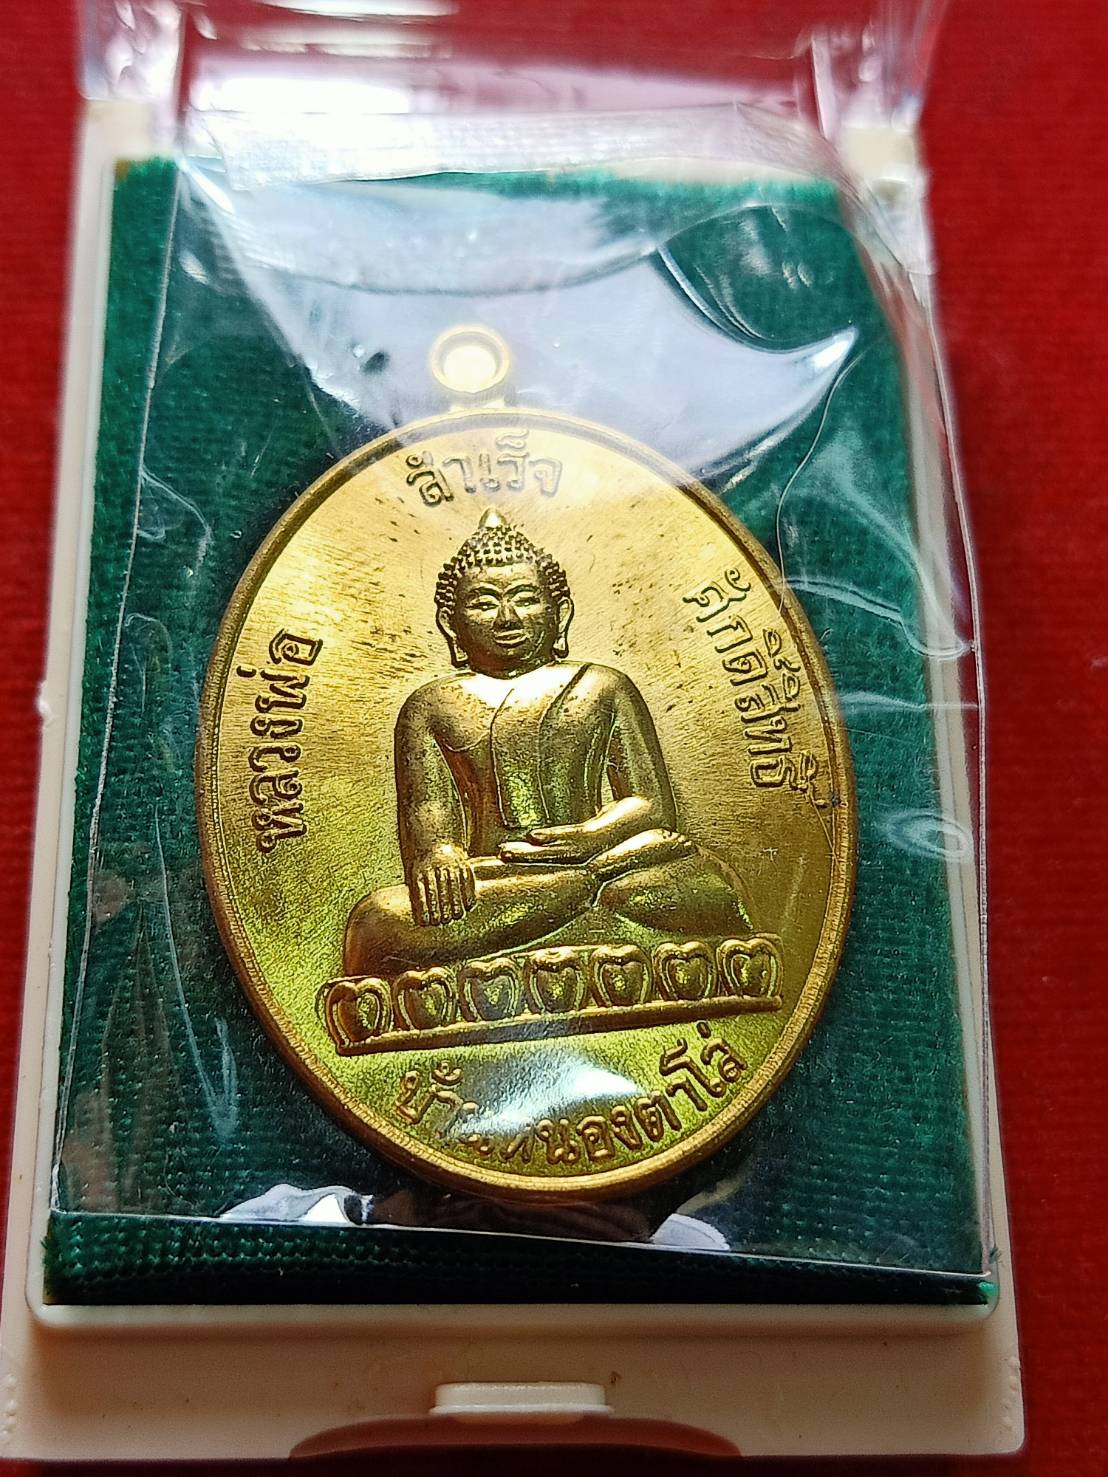 สำเร็จ
หลวงพ่อ
ศักดิ์สิทธิ์
บ้านหนองตาโล่